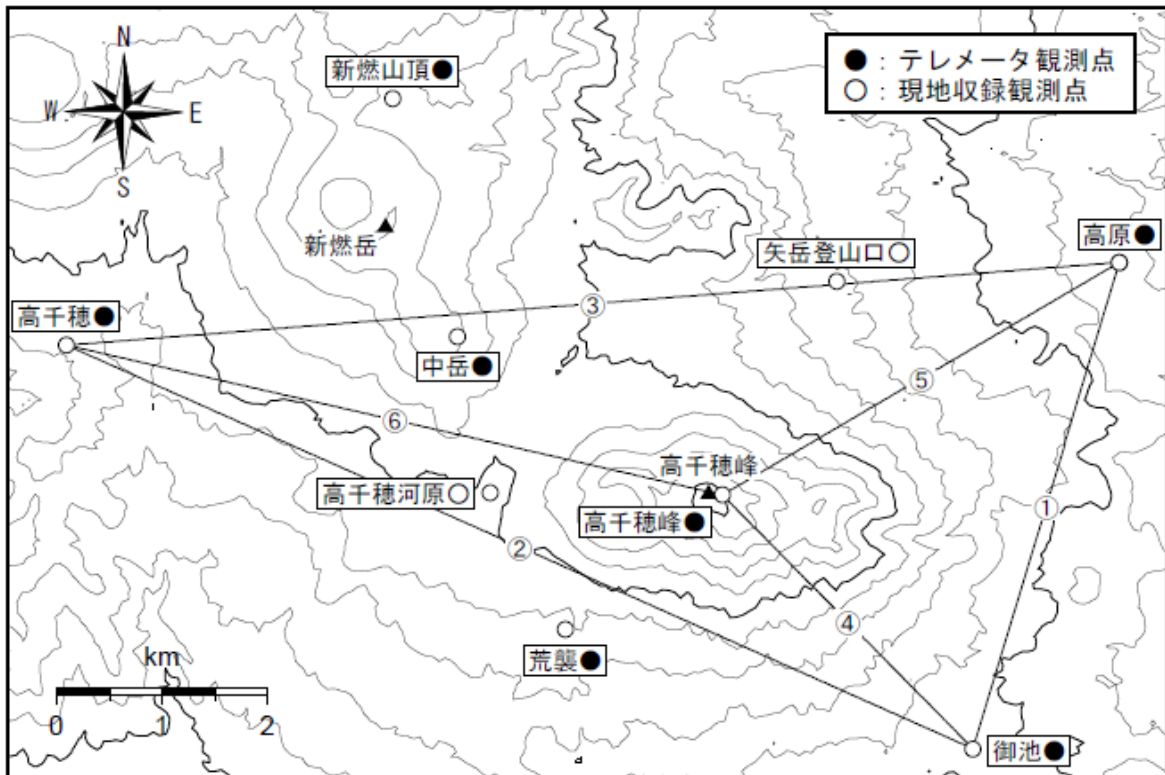 N
W
E
S
新燃山頂●
●：テレメータ観測点
○：現地収録観測点
新燃岳
矢岳登山口○
高原●
③
高千穂●
中岳●
⑤
⑥
高千穂峰
高千穂河原○
高千穂峰●
①
②
④
荒襲●
km
0 1 2
御池●